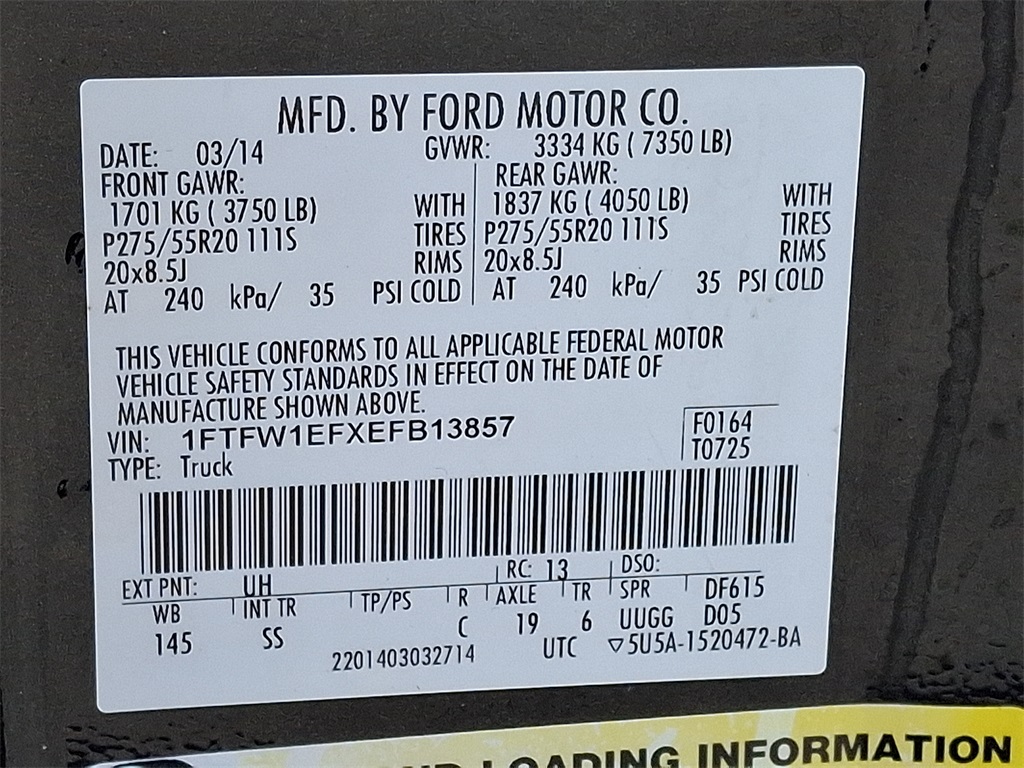 MFD. BY FORD MOTOR CO.
DATE: 03/14 GVWR: 3334 KG ( 7350 LB)
FRONT GAWR: REAR GAWR:
1701 KG ( 3750 LB) WITH 1837 KG ( 4050 LB) WITH
P275/55R20 111S TIRES P275/55R20 111S TIRES
20x8.5J RIMS 20x8.5J RIMS
AT 240 kPa/ 35 PSI COLD AT 240 kPa/ 35 PSI COLD
THIS VEHICLE CONFORMS TO ALL APPLICABLE FEDERAL MOTOR
VEHICLE SAFETY STANDARDS IN EFFECT ON THE DATE OF
MANUFACTURE SHOWN ABOVE.
VIN: 1FTFW1EFXEFB13857 F0164
TYPE: Truck T0725
EXT PNT: UH RC: 13 DSO:
WB INT TR TP/PS R AXLE TR SPR DF615
145 SS C 19 6 UUGG D05
2201403032714 UTC ▽5U5A-1520472-BA
LOADING INFORMATION